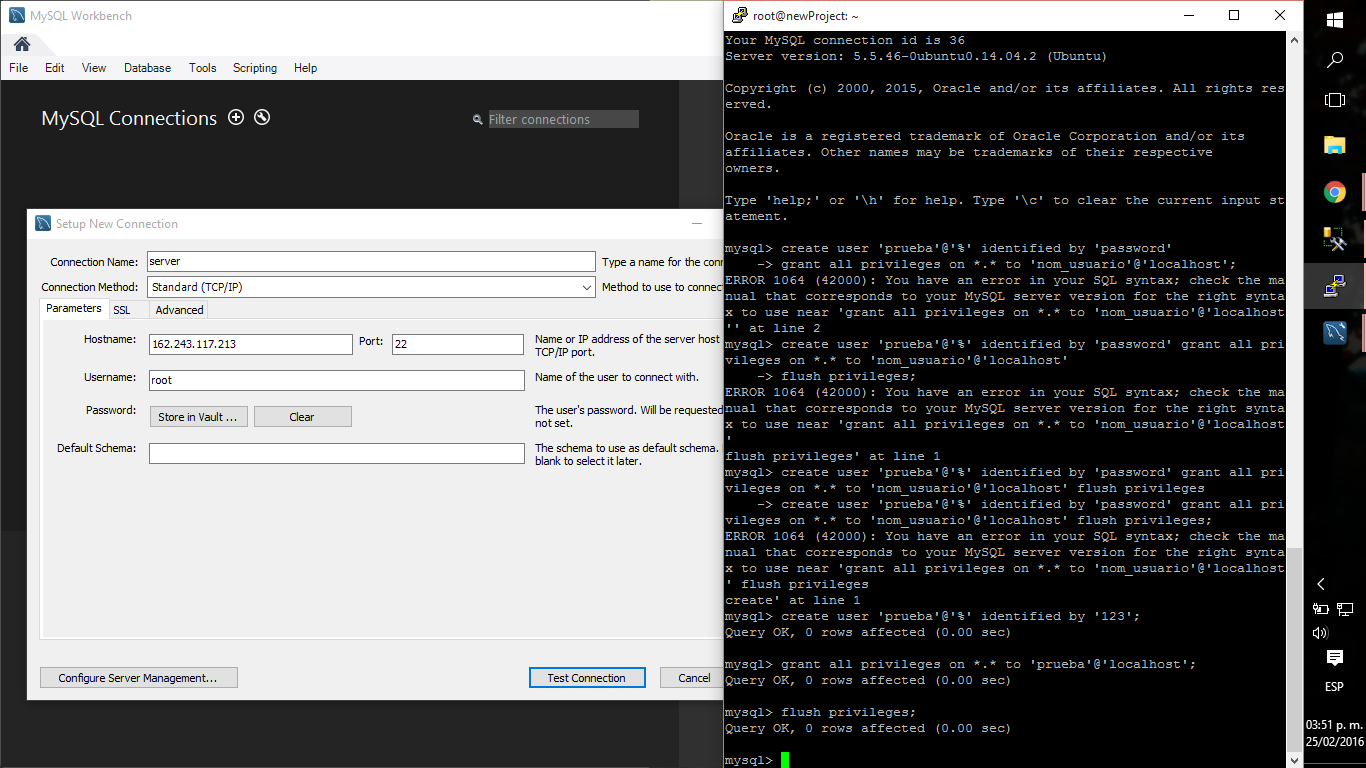 MySQL Workbench
File Edit View Database Tools Scripting Help
MySQL Connections
Filter connections
Setup New Connection
Connection Name: server Type a name for the conn
Connection Method: Standard (TCP/IP) Method to use to connect
Parameters SSL Advanced
Hostname: 162.243.117.213 Port: 22 Name or IP address of the server host
TCP/IP port.
Username: root Name of the user to connect with.
Password: Store in Vault ... Clear The user's password. Will be requested
not set.
Default Schema: The schema to use as default schema.
blank to select it later.
Configure Server Management... Test Connection Cancel
root@newProject: ~
Your MySQL connection id is 36
Server version: 5.5.46-0ubuntu0.14.04.2 (Ubuntu)
Copyright (c) 2000, 2015, Oracle and/or its affiliates. All rights res
erved.
Oracle is a registered trademark of Oracle Corporation and/or its
affiliates. Other names may be trademarks of their respective
owners.
Type 'help;' or '\h' for help. Type '\c' to clear the current input st
atement.
mysql> create user 'prueba'@'%' identified by 'password'
    -> grant all privileges on *.* to 'nom_usuario'@'localhost';
ERROR 1064 (42000): You have an error in your SQL syntax; check the ma
nual that corresponds to your MySQL server version for the right synta
x to use near 'grant all privileges on *.* to 'nom_usuario'@'localhost
'' at line 2
mysql> create user 'prueba'@'%' identified by 'password' grant all pri
vileges on *.* to 'nom_usuario'@'localhost'
    -> flush privileges;
ERROR 1064 (42000): You have an error in your SQL syntax; check the ma
nual that corresponds to your MySQL server version for the right synta
x to use near 'grant all privileges on *.* to 'nom_usuario'@'localhost
'
flush privileges' at line 1
mysql> create user 'prueba'@'%' identified by 'password' grant all pri
vileges on *.* to 'nom_usuario'@'localhost' flush privileges
    -> create user 'prueba'@'%' identified by 'password' grant all pri
vileges on *.* to 'nom_usuario'@'localhost' flush privileges;
ERROR 1064 (42000): You have an error in your SQL syntax; check the ma
nual that corresponds to your MySQL server version for the right synta
x to use near 'grant all privileges on *.* to 'nom_usuario'@'localhost
' flush privileges
create' at line 1
mysql> create user 'prueba'@'%' identified by '123';
Query OK, 0 rows affected (0.00 sec)
mysql> grant all privileges on *.* to 'prueba'@'localhost';
Query OK, 0 rows affected (0.00 sec)
mysql> flush privileges;
Query OK, 0 rows affected (0.00 sec)
mysql>
ESP
03:51 p. m.
25/02/2016